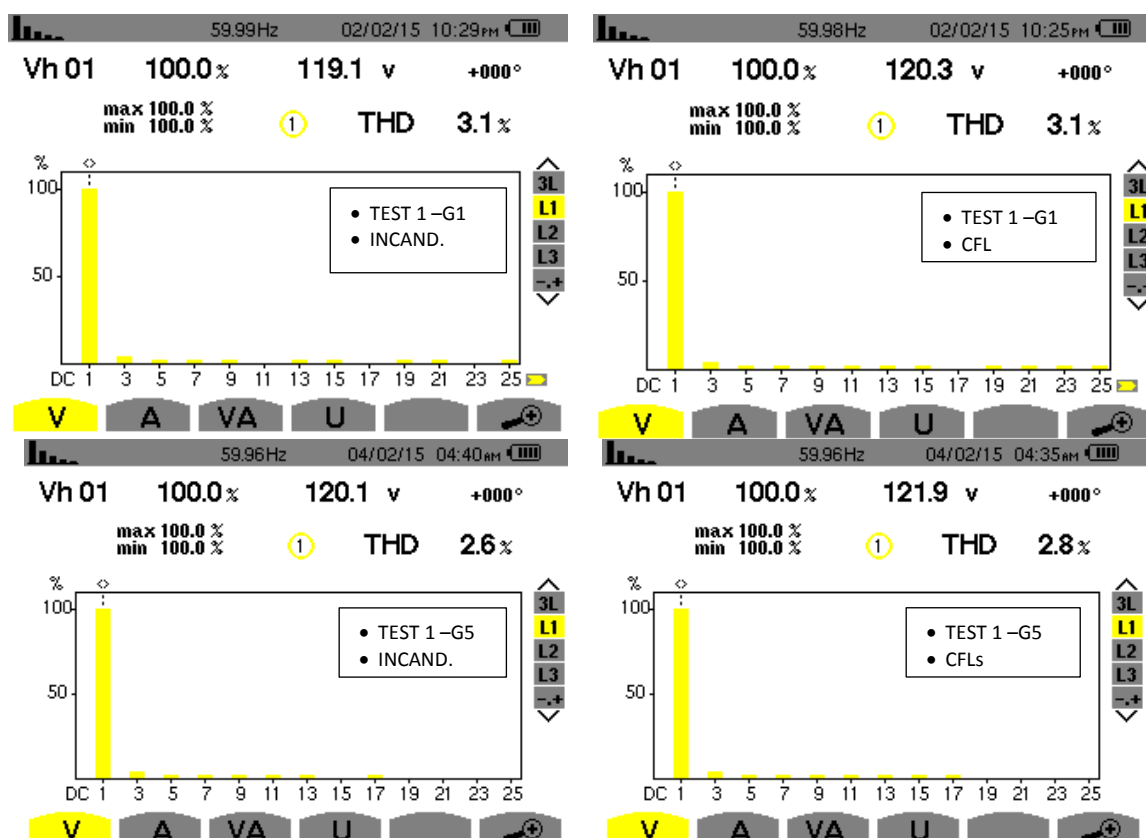 59.99Hz 02/02/15 10:29PM
Vh 01 100.0% 119.1 V +000°
max 100.0 %
min 100.0 %
1 THD 3.1%
%
100
50
• TEST 1 –G1
• INCAND.
3L
L1
L2
L3
-.+
DC 1 3 5 7 9 11 13 15 17 19 21 23 25
V A VA U
59.98Hz 02/02/15 10:25PM
Vh 01 100.0% 120.3 V +000°
max 100.0 %
min 100.0 %
1 THD 3.1%
%
100
50
• TEST 1 –G1
• CFL
3L
L1
L2
L3
-.+
DC 1 3 5 7 9 11 13 15 17 19 21 23 25
V A VA U
59.96Hz 04/02/15 04:40AM
Vh 01 100.0% 120.1 V +000°
max 100.0 %
min 100.0 %
1 THD 2.6%
%
100
50
• TEST 1 –G5
• INCAND.
3L
L1
L2
L3
-.+
DC 1 3 5 7 9 11 13 15 17 19 21 23 25
V A VA U
59.96Hz 04/02/15 04:35AM
Vh 01 100.0% 121.9 V +000°
max 100.0 %
min 100.0 %
1 THD 2.8%
%
100
50
• TEST 1 –G5
• CFLs
3L
L1
L2
L3
-.+
DC 1 3 5 7 9 11 13 15 17 19 21 23 25
V A VA U